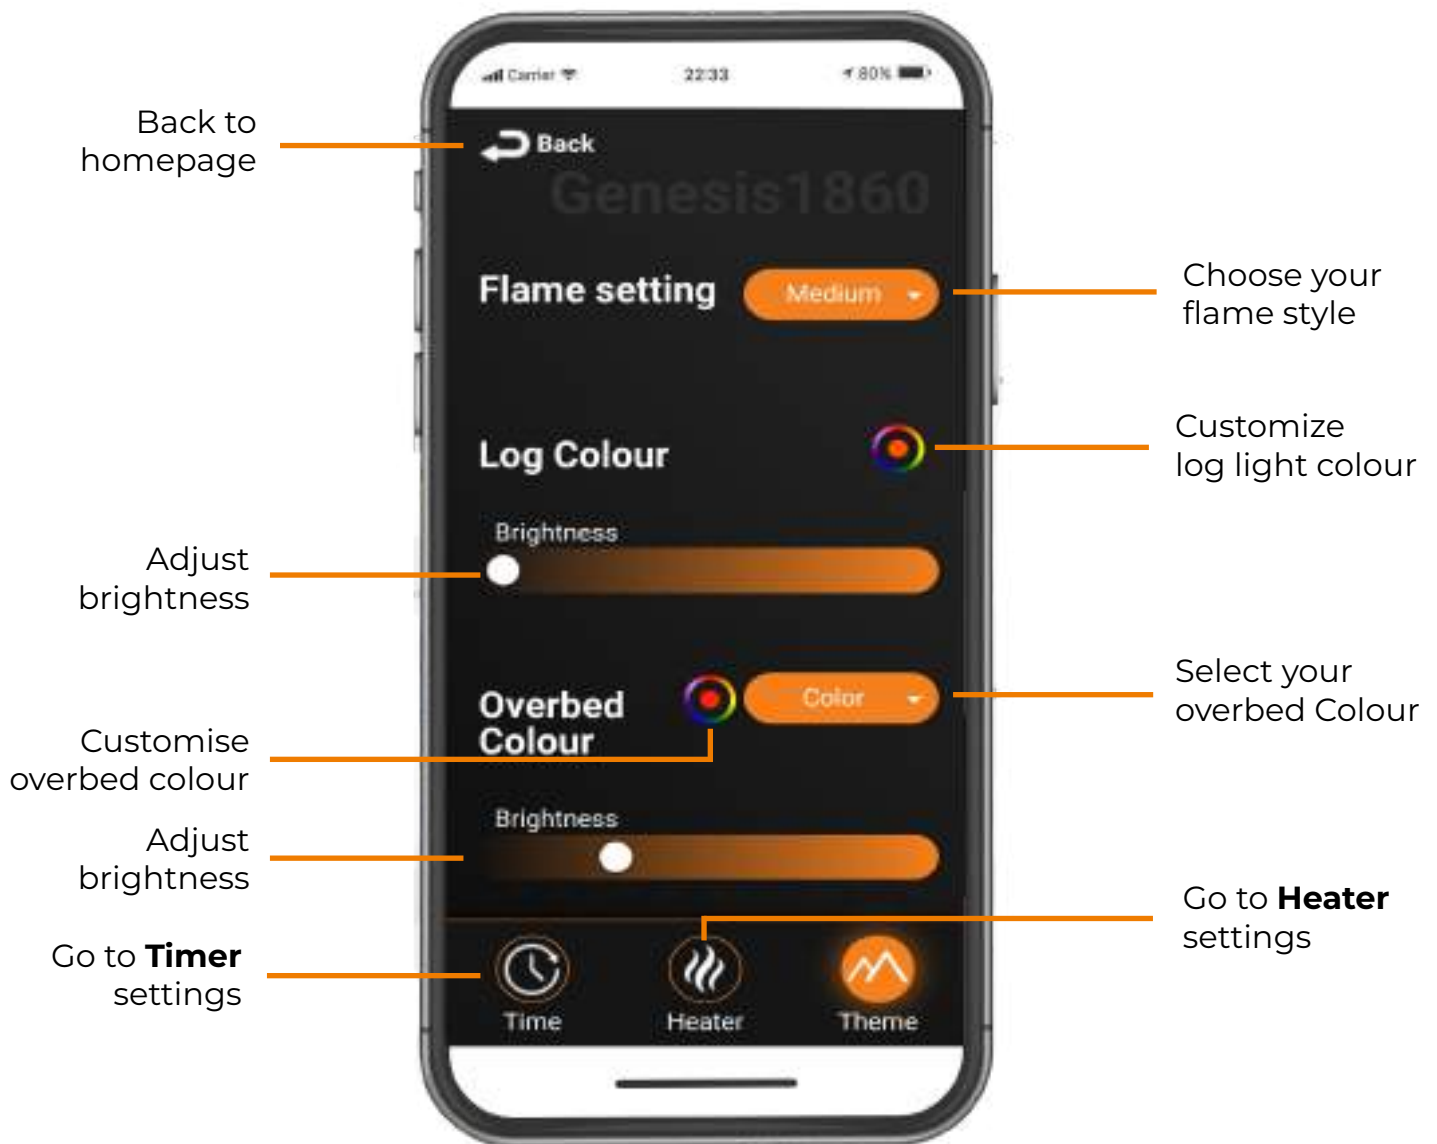 Carrier
22:33
80%
Back to
homepage
Back
Genesis1860
Flame setting
Medium
Choose your
flame style
Log Colour
Customize
log light colour
Brightness
Adjust
brightness
Overbed
Colour
Color
Select your
overbed Colour
Customise
overbed colour
Brightness
Adjust
brightness
Go to Heater
settings
Go to Timer
settings
Time
Heater
Theme